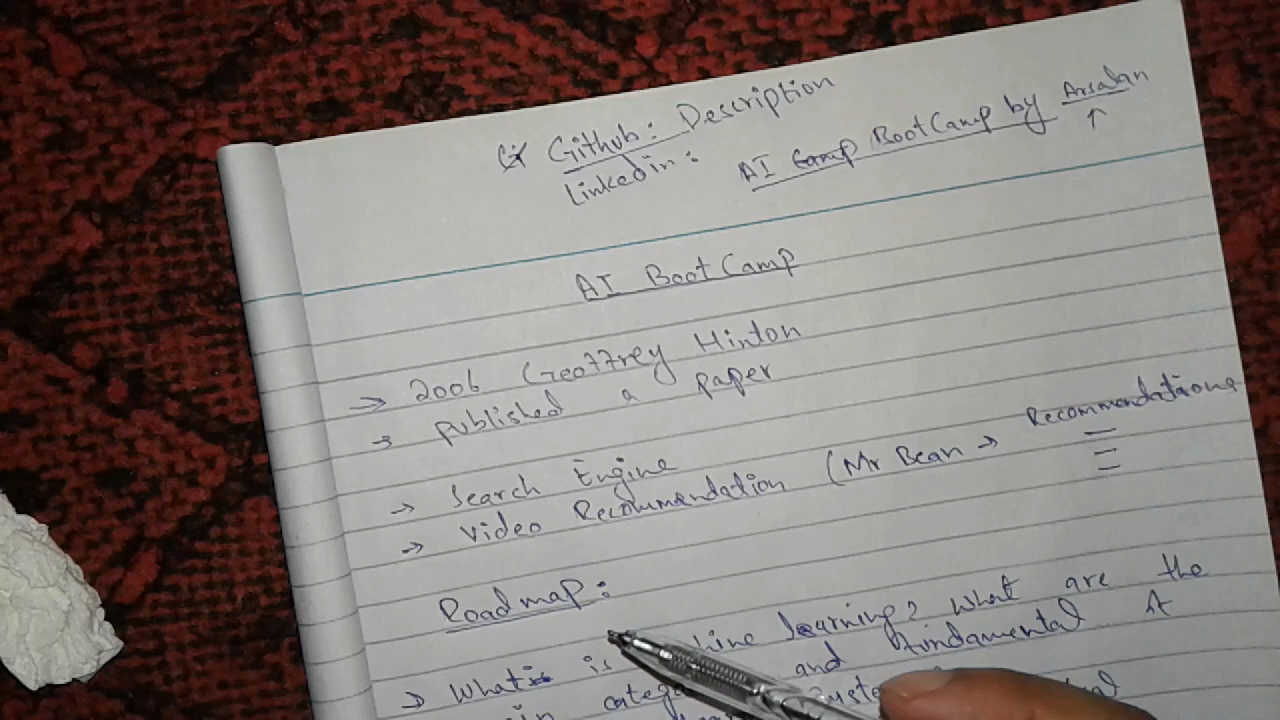 Github: Description
Linkedin: AI Camp BootCamp by Arsalan
AI BootCamp
→ 2006 Geoffrey Hinton
→ published a paper
→ Search Engine
→ Video Recommendation (Mr Bean → Recommendations
Roadmap:
→ What is learning? What are the
and fundamental